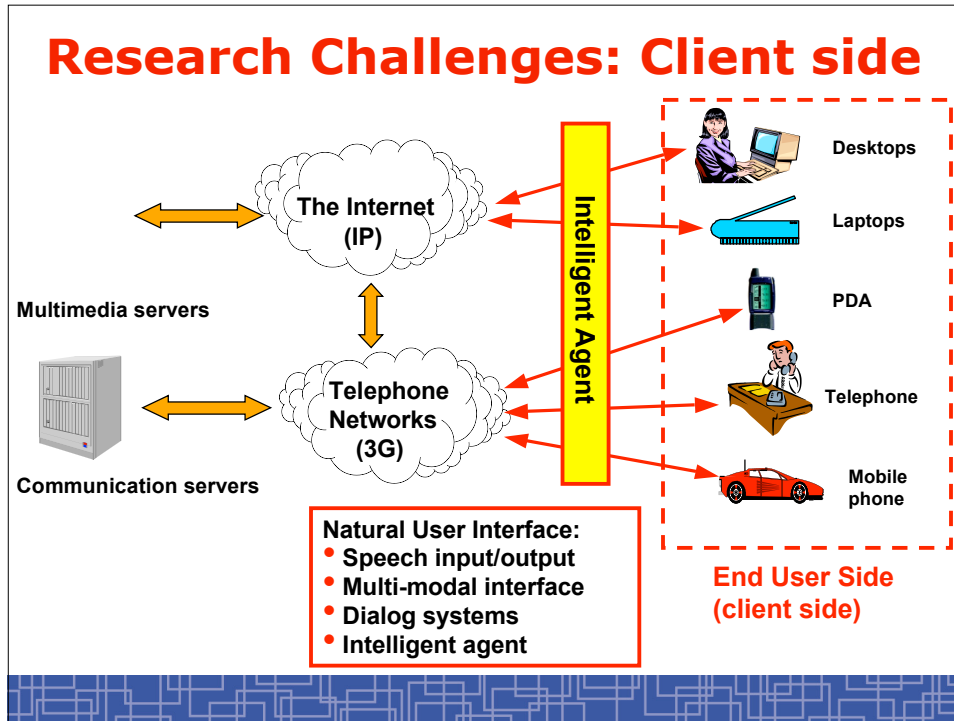 Research Challenges: Client side
The Internet
(IP)
Multimedia servers
Telephone
Networks
(3G)
Communication servers
Intelligent Agent
Desktops
Laptops
PDA
Telephone
Mobile
phone
Natural User Interface:
• Speech input/output
• Multi-modal interface
• Dialog systems
• Intelligent agent
End User Side
(client side)